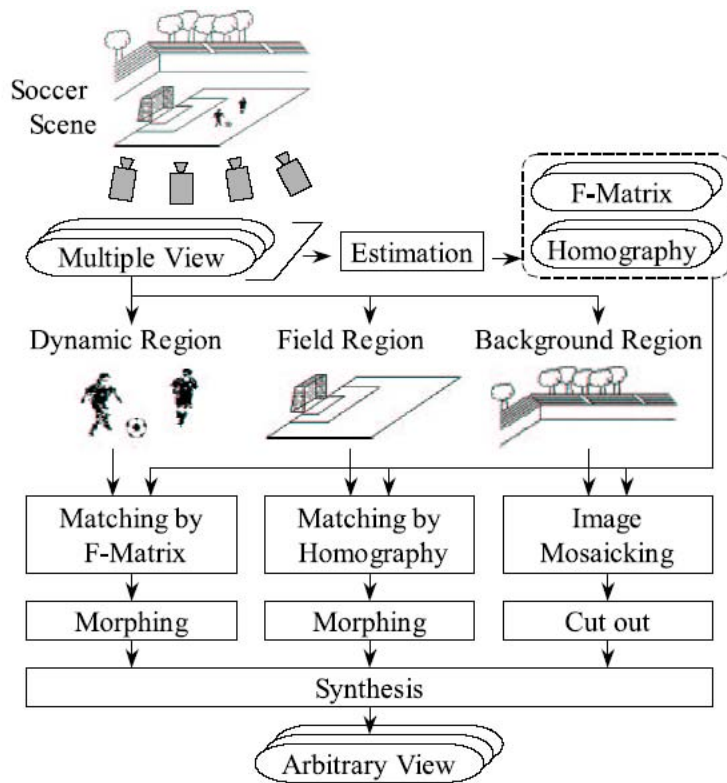 Soccer
Scene
F-Matrix
Multiple View
Estimation
Homography
Dynamic Region
Field Region
Background Region
Matching by
F-Matrix
Matching by
Homography
Image
Mosaicking
Morphing
Morphing
Cut out
Synthesis
Arbitrary View